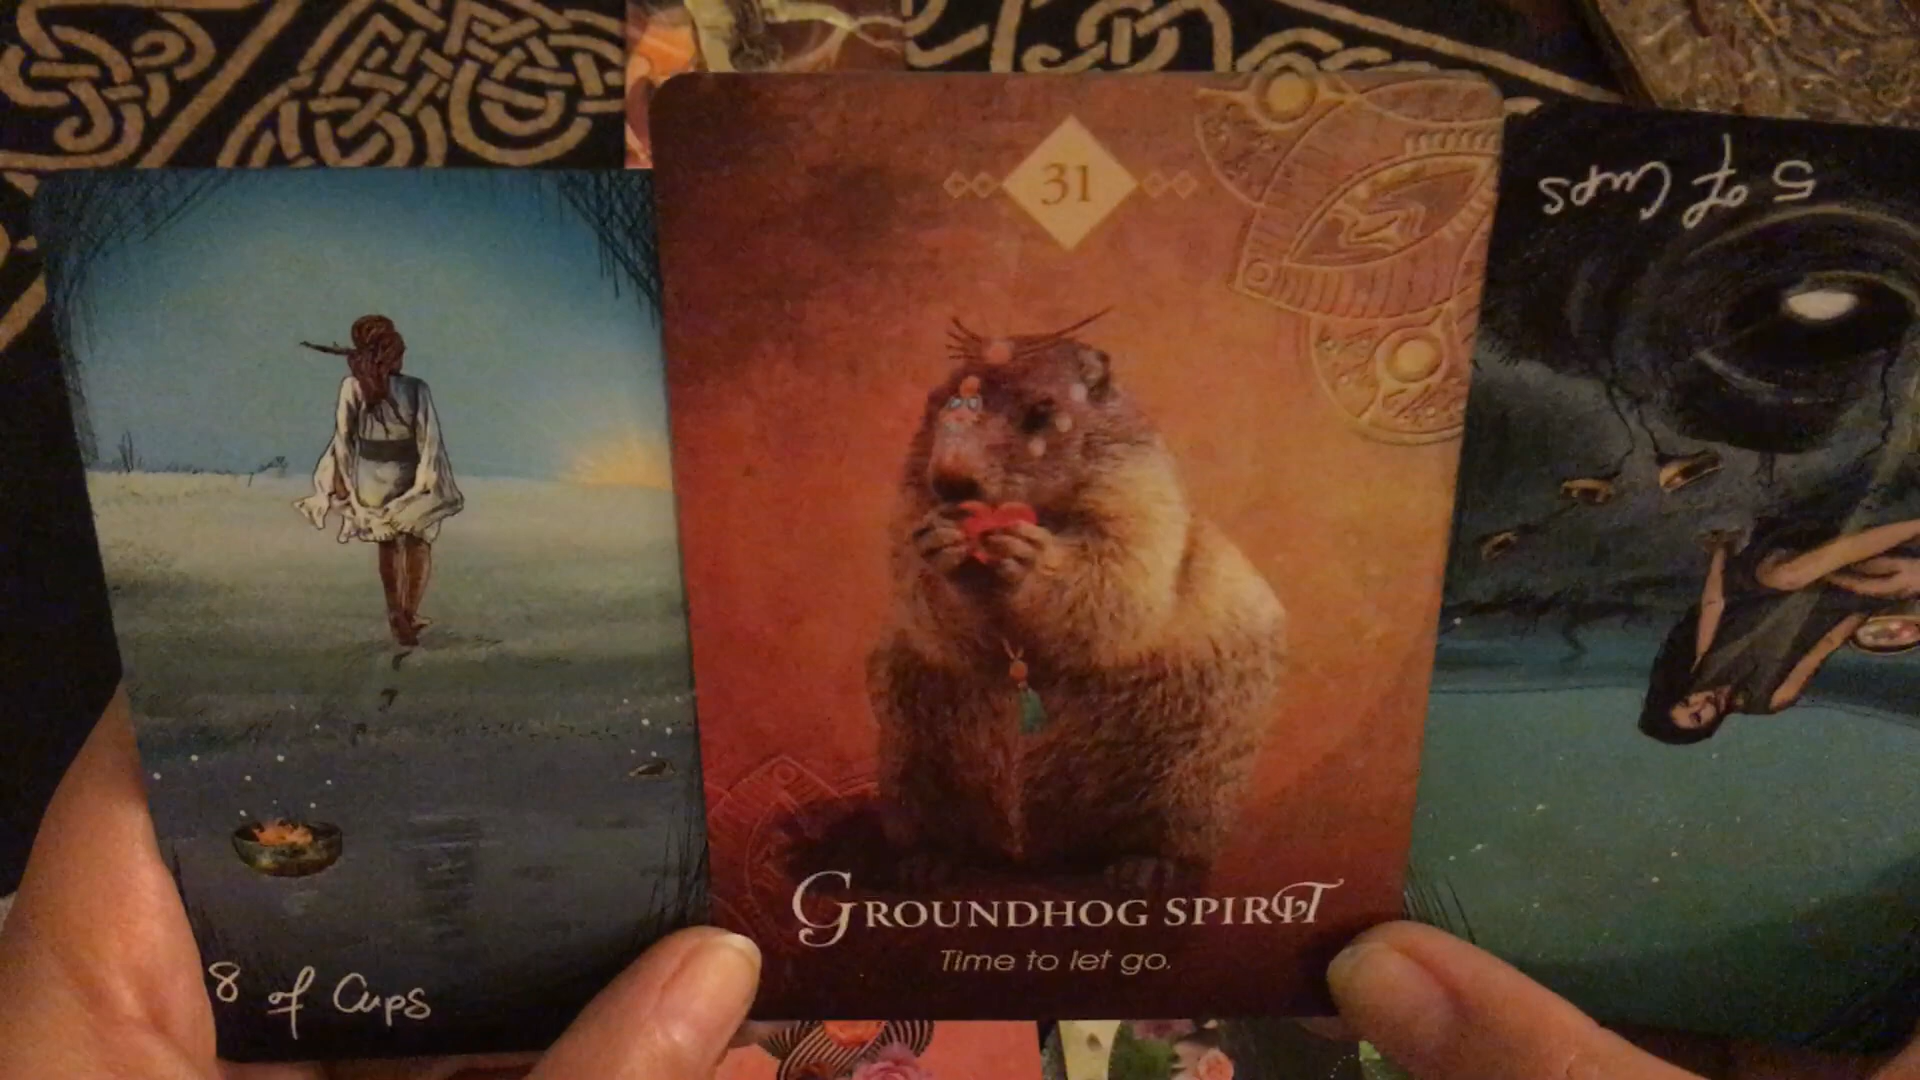 31
5 of Cups
GROUNDHOG SPIRIT
Time to let go.
8 of Cups